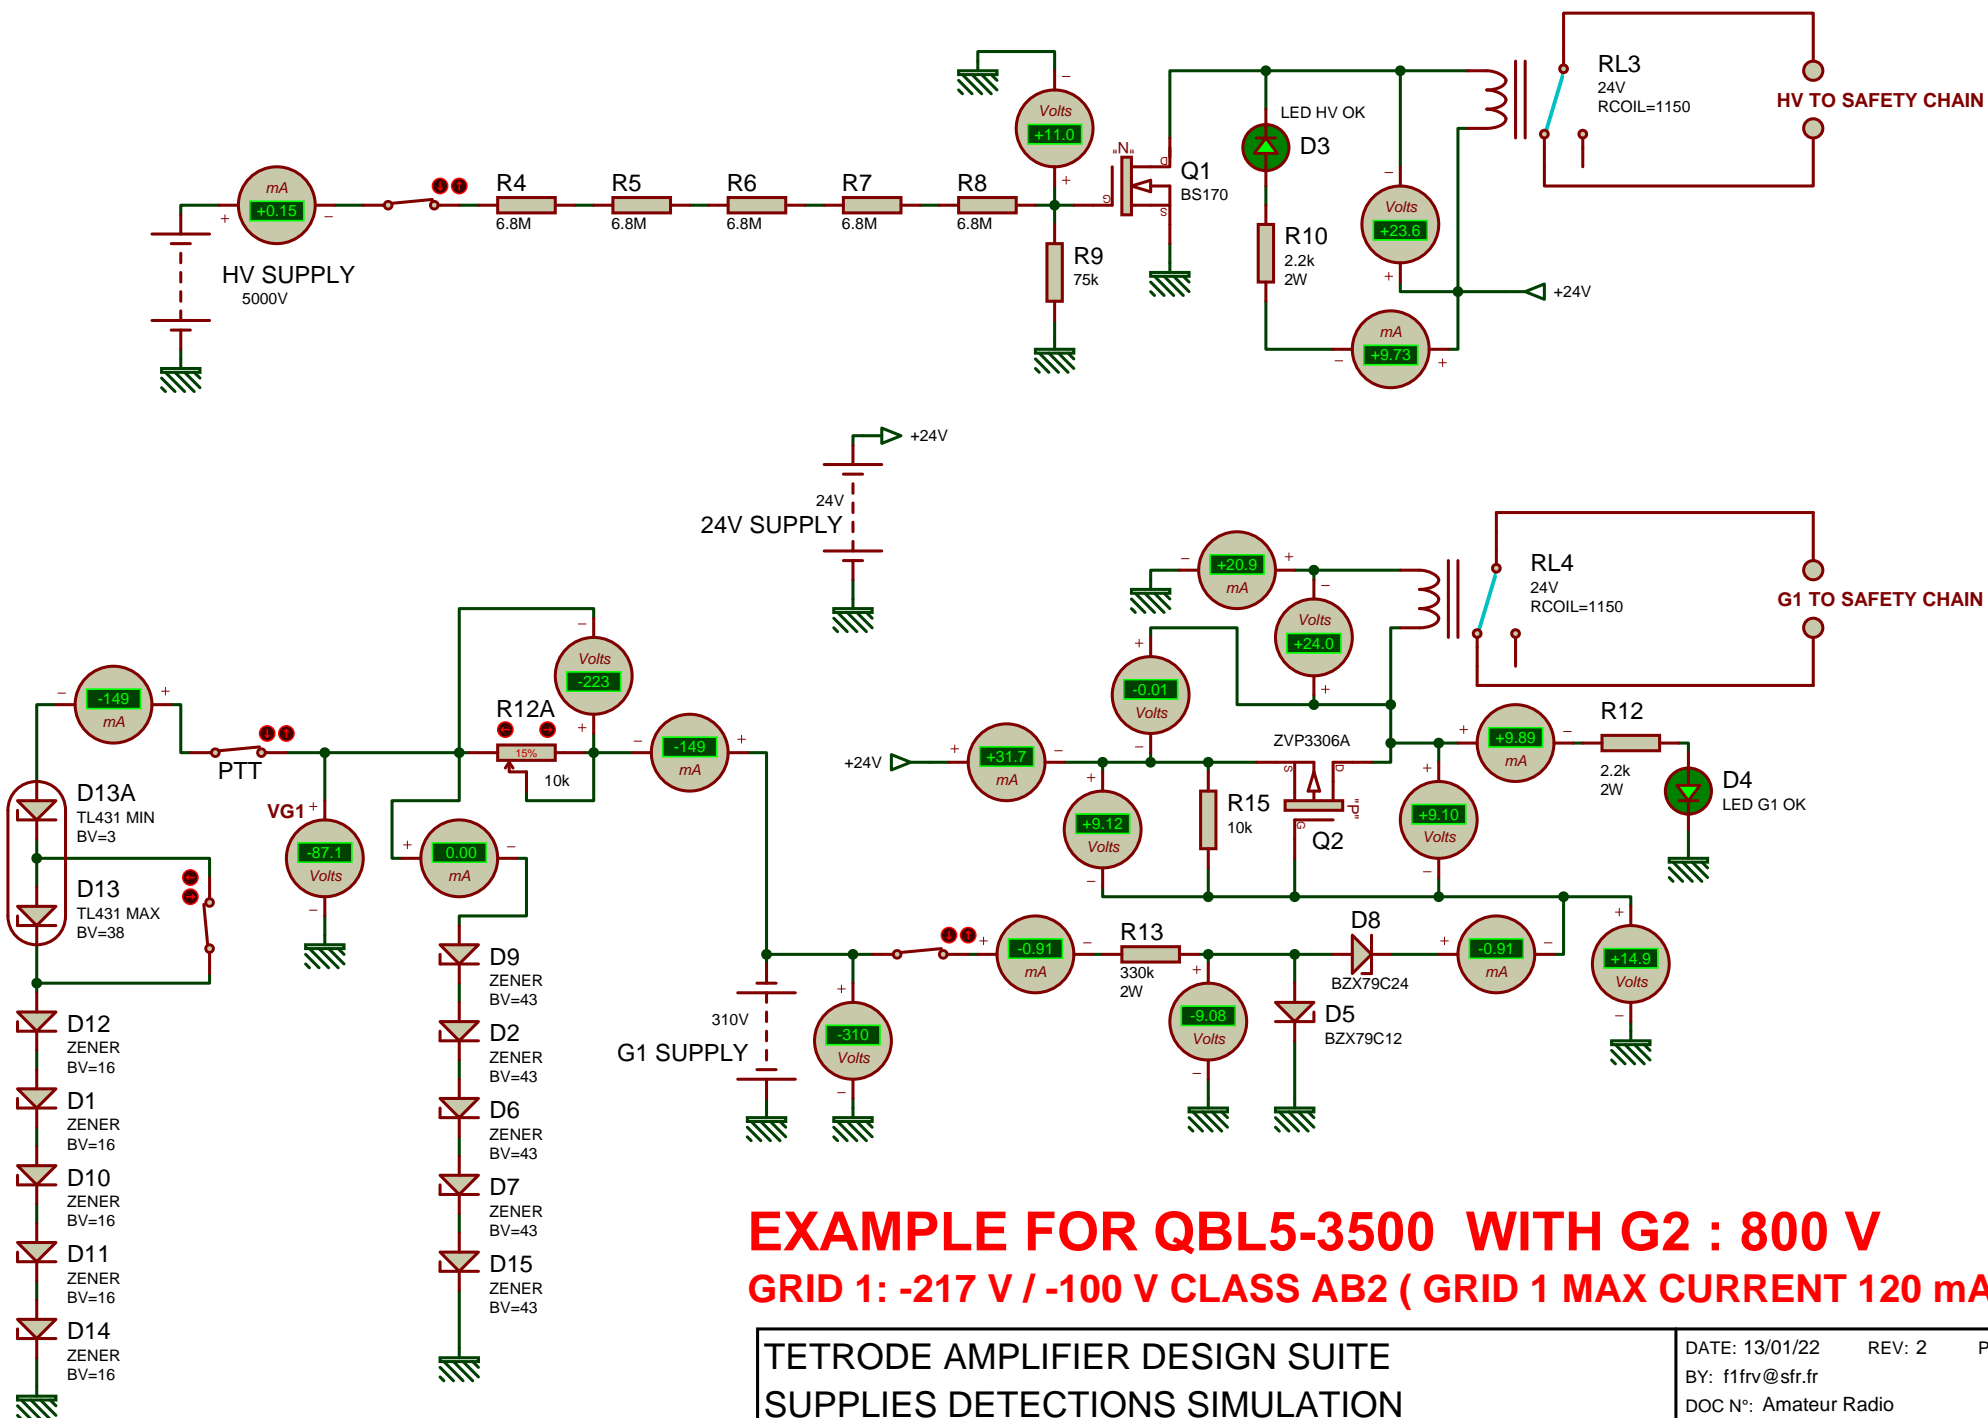 RL3
24V
RCOIL=1150
HV TO SAFETY CHAIN
LED HV OK
D3
Volts
+11.0
"N"
D
G
S
Q1
BS170
mA
+0.15
R4
6.8M
R5
6.8M
R6
6.8M
R7
6.8M
R8
6.8M
R9
75k
R10
2.2k
2W
Volts
+23.6
+24V
mA
+9.73
HV SUPPLY
5000V
+24V
24V
24V SUPPLY
+20.9
mA
Volts
+24.0
RL4
24V
RCOIL=1150
G1 TO SAFETY CHAIN
-0.01
Volts
Volts
-223
-149
mA
PTT
R12A
15%
10k
-149
mA
+24V
+31.7
mA
ZVP3306A
S
D
G
"P"
Q2
+9.89
mA
R12
2.2k
2W
D4
LED G1 OK
D13A
TL431 MIN
BV=3
D13
TL431 MAX
BV=38
VG1
-87.1
Volts
0.00
mA
+9.12
Volts
R15
10k
+9.10
Volts
D9
ZENER
BV=43
D2
ZENER
BV=43
D6
ZENER
BV=43
D7
ZENER
BV=43
D15
ZENER
BV=43
D12
ZENER
BV=16
D1
ZENER
BV=16
D10
ZENER
BV=16
D11
ZENER
BV=16
D14
ZENER
BV=16
310V
G1 SUPPLY
-310
Volts
-0.91
mA
R13
330k
2W
-9.08
Volts
D8
BZX79C24
D5
BZX79C12
-0.91
mA
+14.9
Volts
EXAMPLE FOR QBL5-3500 WITH G2 : 800 V
GRID 1: -217 V / -100 V CLASS AB2 ( GRID 1 MAX CURRENT 120 mA
TETRODE AMPLIFIER DESIGN SUITE
SUPPLIES DETECTIONS SIMULATION
DATE: 13/01/22 REV: 2 P
BY: f1frv@sfr.fr
DOC N°: Amateur Radio